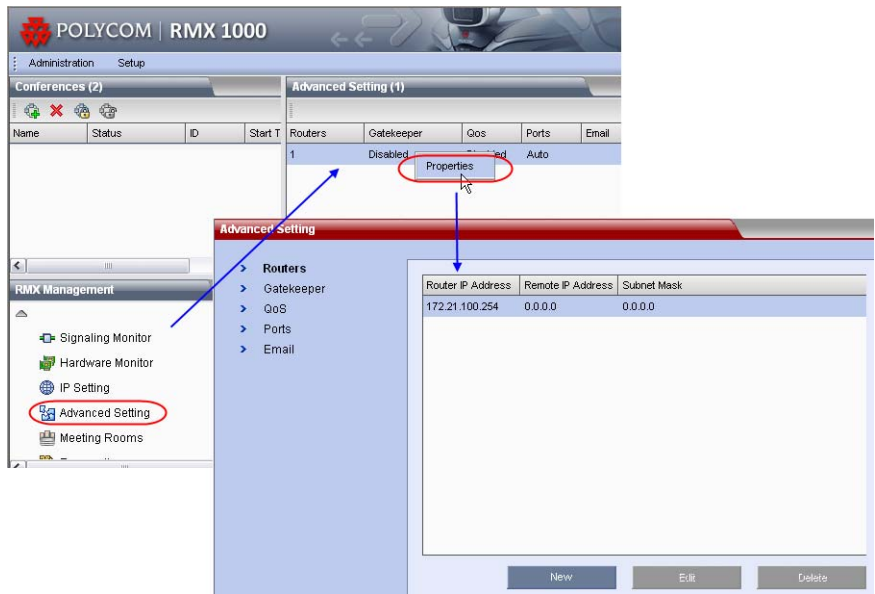 POLYCOM | RMX 1000
Administration Setup
Conferences (2)
Name Status ID Start T
Advanced Setting (1)
Routers Gatekeeper Qos Ports Email
1 Disabled Auto
Properties
RMX Management
Signaling Monitor
Hardware Monitor
IP Setting
Advanced Setting
Meeting Rooms
Advanced Setting
Routers
Gatekeeper
QoS
Ports
Email
Router IP Address Remote IP Address Subnet Mask
172.21.100.254 0.0.0.0 0.0.0.0
New Edit Delete